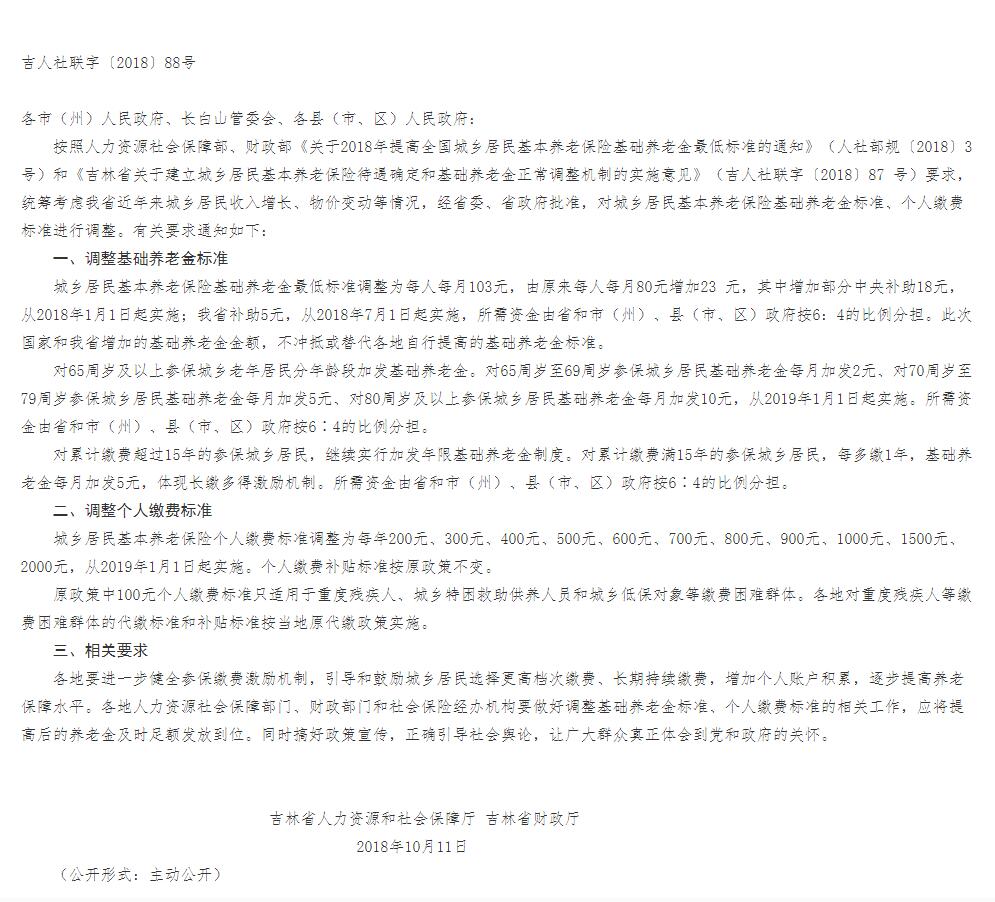 吉人社联字〔2018〕88号
各市（州）人民政府、长白山管委会、各县（市、区）人民政府：
按照人力资源社会保障部、财政部《关于2018年提高全国城乡居民基本养老保险基础养老金最低标准的通知》（人社部规〔2018〕3
号）和《吉林省关于建立城乡居民基本养老保险待遇确定和基础养老金正常调整机制的实施意见》（吉人社联字〔2018〕87 号）要求，
统筹考虑我省近年来城乡居民收入增长、物价变动等情况，经省委、省政府批准，对城乡居民基本养老保险基础养老金标准、个人缴费
标准进行调整。有关要求通知如下：
一、调整基础养老金标准
城乡居民基本养老保险基础养老金最低标准调整为每人每月103元，由原来每人每月80元增加23 元，其中增加部分中央补助18元，
从2018年1月1日起实施；我省补助5元，从2018年7月1日起实施，所需资金由省和市（州）、县（市、区）政府按6：4的比例分担。此次
国家和我省增加的基础养老金金额，不冲抵或替代各地自行提高的基础养老金标准。
对65周岁及以上参保城乡老年居民分年龄段加发基础养老金。对65周岁至69周岁参保城乡居民基础养老金每月加发2元、对70周岁至
79周岁参保城乡居民基础养老金每月加发5元、对80周岁及以上参保城乡居民基础养老金每月加发10元，从2019年1月1日起实施。所需资
金由省和市（州）、县（市、区）政府按6∶4的比例分担。
对累计缴费超过15年的参保城乡居民，继续实行加发年限基础养老金制度。对累计缴费满15年的参保城乡居民，每多缴1年，基础养
老金每月加发5元，体现长缴多得激励机制。所需资金由省和市（州）、县（市、区）政府按6∶4的比例分担。
二、调整个人缴费标准
城乡居民基本养老保险个人缴费标准调整为每年200元、300元、400元、500元、600元、700元、800元、900元、1000元、1500元、
2000元，从2019年1月1日起实施。个人缴费补贴标准按原政策不变。
原政策中100元个人缴费标准只适用于重度残疾人、城乡特困救助供养人员和城乡低保对象等缴费困难群体。各地对重度残疾人等缴
费困难群体的代缴标准和补贴标准按当地原代缴政策实施。
三、相关要求
各地要进一步健全参保缴费激励机制，引导和鼓励城乡居民选择更高档次缴费、长期持续缴费，增加个人账户积累，逐步提高养老
保障水平。各地人力资源社会保障部门、财政部门和社会保险经办机构要做好调整基础养老金标准、个人缴费标准的相关工作，应将提
高后的养老金及时足额发放到位。同时搞好政策宣传，正确引导社会舆论，让广大群众真正体会到党和政府的关怀。
吉林省人力资源和社会保障厅 吉林省财政厅
2018年10月11日
（公开形式：主动公开）